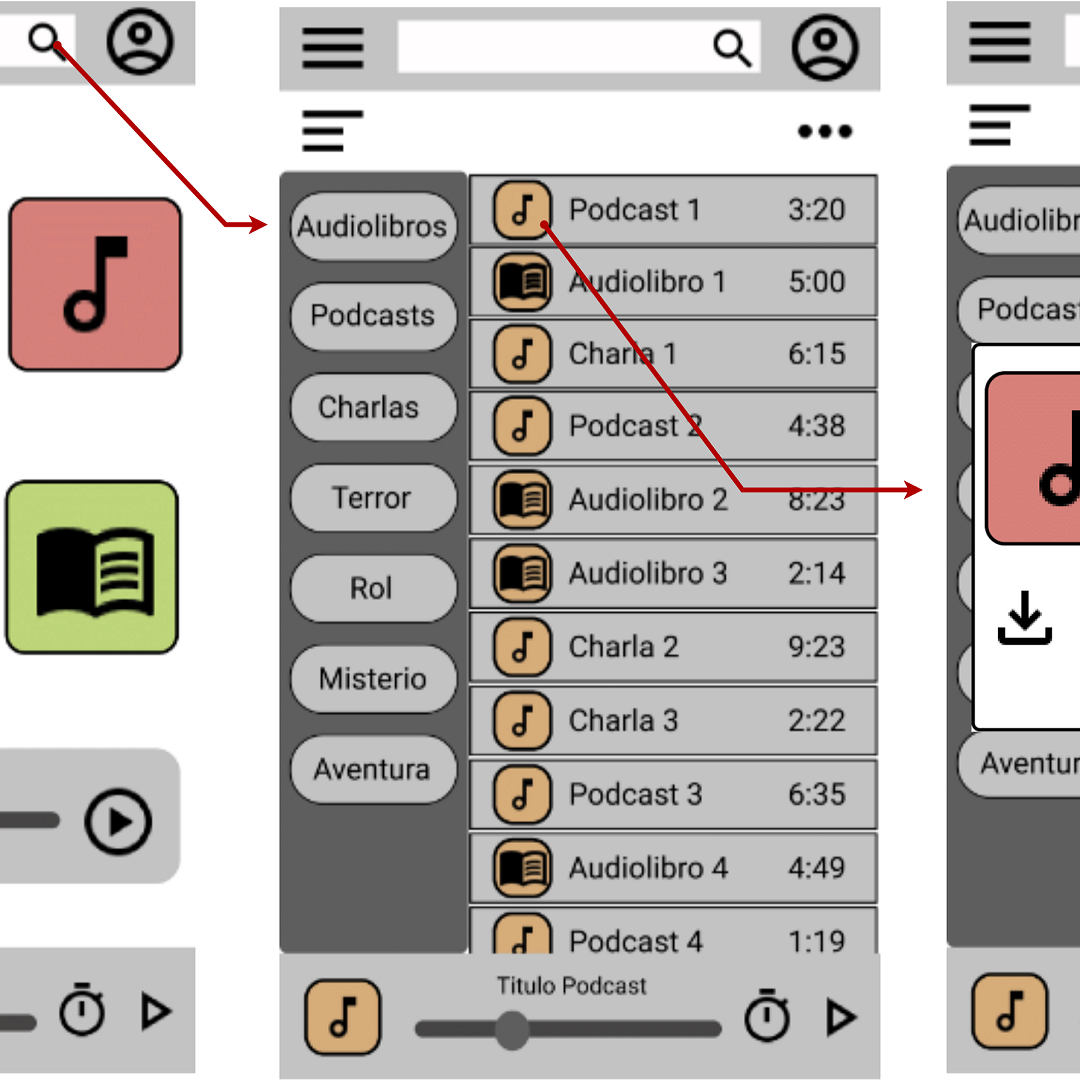 Audiolibros
Podcasts
Charlas
Terror
Rol
Misterio
Aventura
Podcast 1 3:20
Audiolibro 1 5:00
Charla 1 6:15
Podcast 2 4:38
Audiolibro 2 8:23
Audiolibro 3 2:14
Charla 2 9:23
Charla 3 2:22
Podcast 3 6:35
Audiolibro 4 4:49
Podcast 4 1:19
Titulo Podcast
Audiolibr
Podcast
Aventur